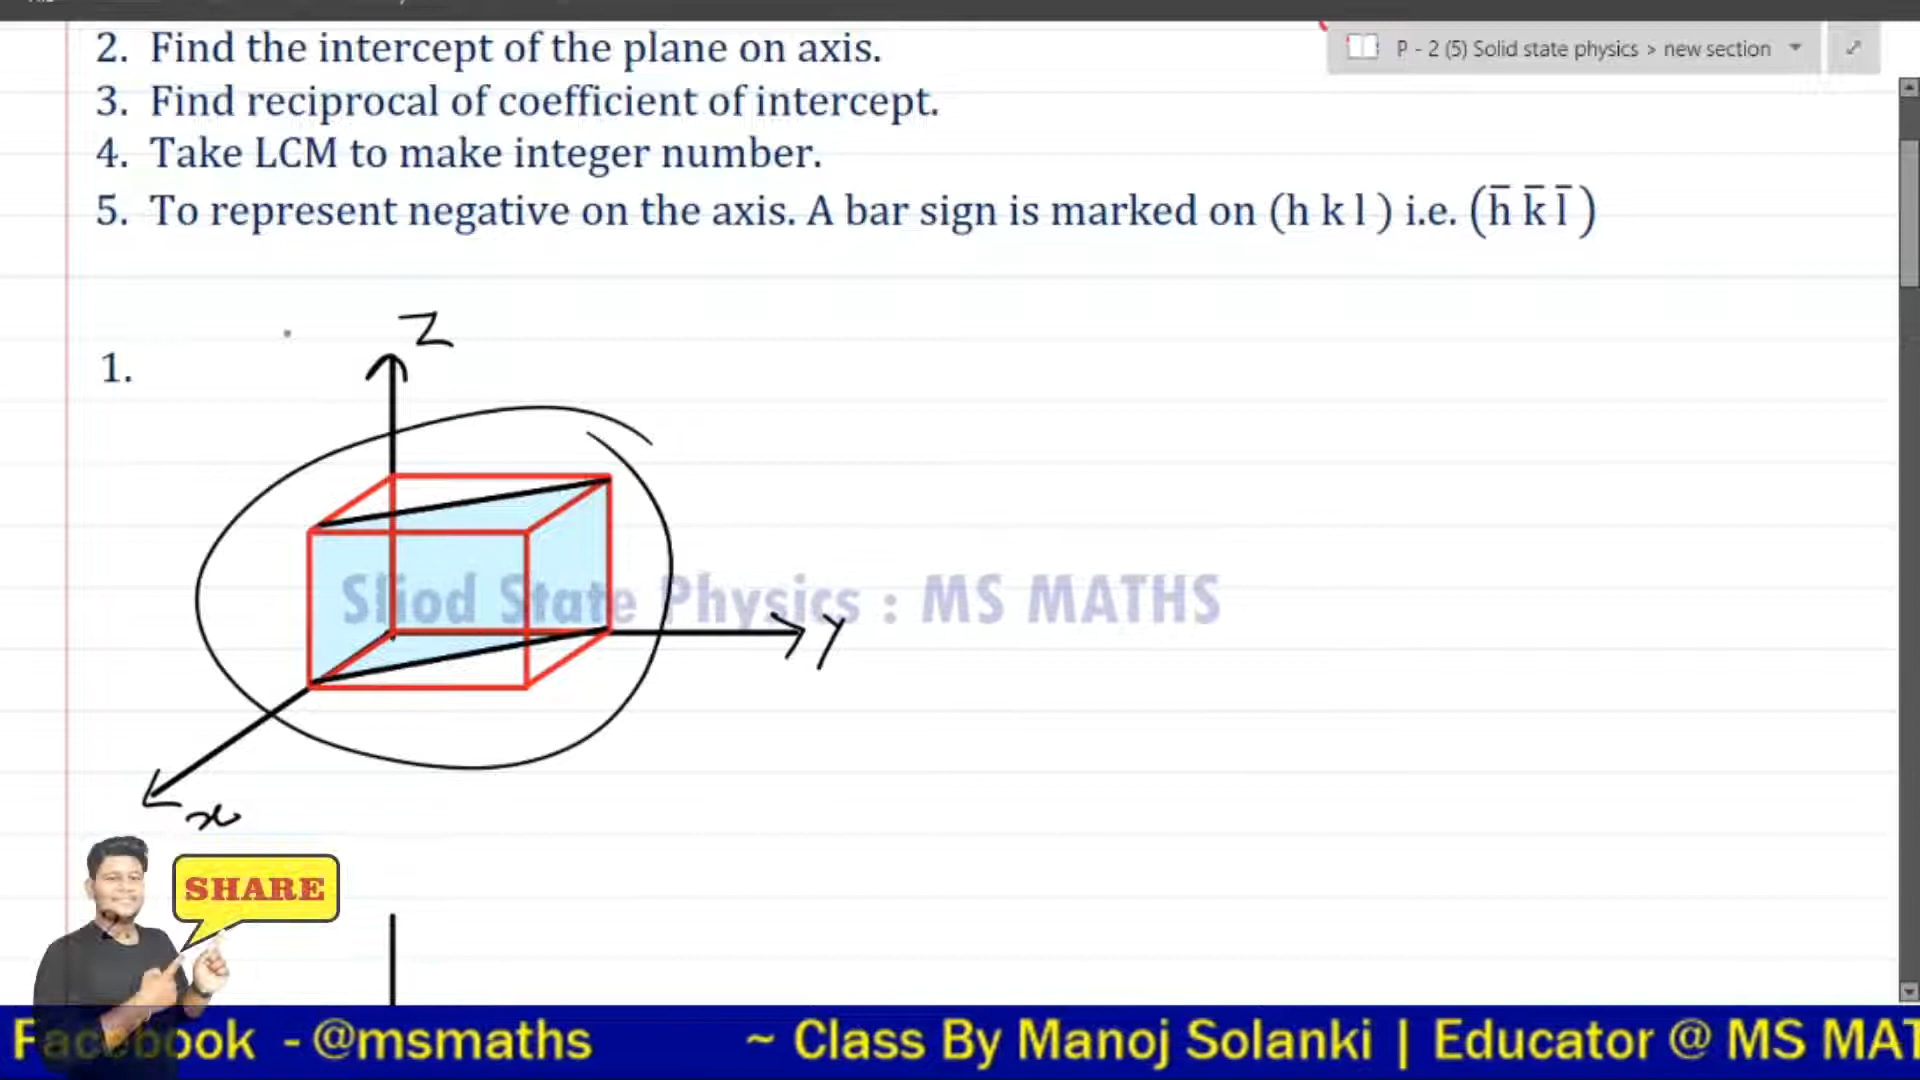 P - 2 (5) Solid state physics > new section
2. Find the intercept of the plane on axis.
3. Find reciprocal of coefficient of intercept.
4. Take LCM to make integer number.
5. To represent negative on the axis. A bar sign is marked on (h k l ) i.e. (h̄ k̄ l̄ )
Z
1.
Sliod State Physics : MS MATHS
y
x
SHARE
Facebook - @msmaths ~ Class By Manoj Solanki | Educator @ MS MAT